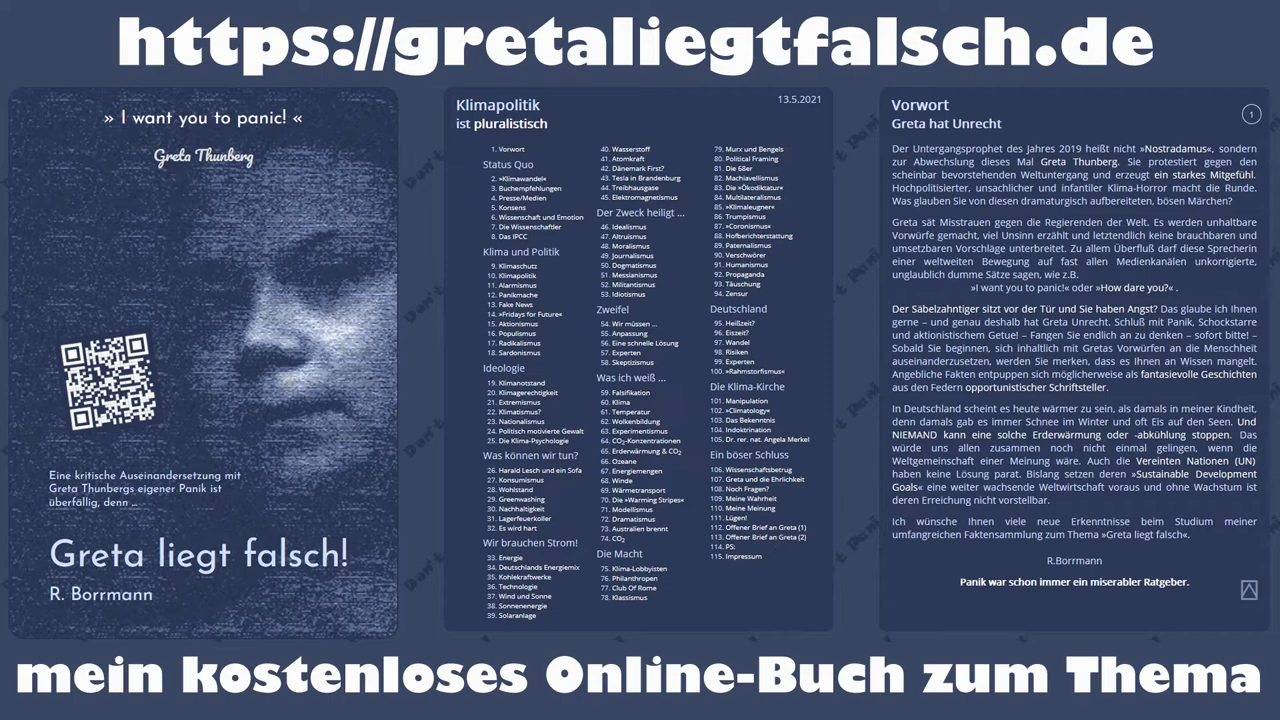 https://gretaliegtfalsch.de
» I want you to panic! «
Greta Thunberg
Eine kritische Auseinandersetzung mit
Greta Thunbergs eigener Panik ist
überfällig, denn ...
Greta liegt falsch!
R. Borrmann
Klimapolitik
13.5.2021
ist pluralistisch
1. Vorwort
Status Quo
2. »Klimawandel«
3. Buchempfehlungen
4. Presse/Medien
5. Konsens
6. Wissenschaft und Emotion
7. Die Wissenschaftler
8. Das IPCC
Klima und Politik
9. Klimaschutz
10. Klimapolitik
11. Alarmismus
12. Panikmache
13. Fake News
14. »Fridays for Future«
15. Aktionismus
16. Populismus
17. Radikalismus
18. Sardonismus
Ideologie
19. Klimanotstand
20. Klimagerechtigkeit
21. Extremismus
22. Klimatismus?
23. Nationalismus
24. Politisch motivierte Gewalt
25. Die Klima-Psychologie
Was können wir tun?
26. Harald Lesch und ein Sofa
27. Konsumismus
28. Wohlstand
29. Greenwashing
30. Nachhaltigkeit
31. Lagerfeuerkoller
32. Es wird hart
Wir brauchen Strom!
33. Energie
34. Deutschlands Energiemix
35. Kohlekraftwerke
36. Technologie
37. Wind und Sonne
38. Sonnenenergie
39. Solaranlage
40. Wasserstoff
41. Atomkraft
42. Dänemark First?
43. Tesla in Brandenburg
44. Treibhausgase
45. Elektromagnetismus
Der Zweck heiligt ...
46. Idealismus
47. Altruismus
48. Moralismus
49. Journalismus
50. Dogmatismus
51. Messianismus
52. Militantismus
53. Idiotismus
Zweifel
54. Wir müssen ...
55. Anpassung
56. Eine schnelle Lösung
57. Experten
58. Skeptizismus
Was ich weiß ...
59. Falsifikation
60. Klima
61. Temperatur
62. Wolkenbildung
63. Experimentismus
64. CO₂-Konzentrationen
65. Erderwärmung & CO₂
66. Ozeane
67. Energiemengen
68. Winde
69. Wärmetransport
70. Die »Warming Stripes«
71. Modellismus
72. Dramatismus
73. Australien brennt
74. CO₂
Die Macht
75. Klima-Lobbyisten
76. Philanthropen
77. Club Of Rome
78. Klassismus
79. Murx und Bengels
80. Political Framing
81. Die 68er
82. Machiavellismus
83. Die »Ökodiktatur«
84. Multilateralismus
85. »Klimaleugner«
86. Trumpismus
87. »Coronismus«
88. Hofberichterstattung
89. Paternalismus
90. Verschwörer
91. Humanismus
92. Propaganda
93. Täuschung
94. Zensur
Deutschland
95. Heißzeit?
96. Eiszeit?
97. Wandel
98. Risiken
99. Experten
100. »Rahmstorfismus«
Die Klima-Kirche
101. Manipulation
102. »Climatology«
103. Das Bekenntnis
104. Indoktrination
105. Dr. rer. nat. Angela Merkel
Ein böser Schluss
106. Wissenschaftsbetrug
107. Greta und die Ehrlichkeit
108. Noch Fragen?
109. Meine Wahrheit
110. Meine Meinung
111. Lügen!
112. Offener Brief an Greta (1)
113. Offener Brief an Greta (2)
114. PS:
115. Impressum
Vorwort
1
Greta hat Unrecht
Der Untergangsprophet des Jahres 2019 heißt nicht »Nostradamus«, sondern
zur Abwechslung dieses Mal Greta Thunberg. Sie protestiert gegen den
scheinbar bevorstehenden Weltuntergang und erzeugt ein starkes Mitgefühl.
Hochpolitisierter, unsachlicher und infantiler Klima-Horror macht die Runde.
Was glauben Sie von diesen dramaturgisch aufbereiteten, bösen Märchen?
Greta sät Misstrauen gegen die Regierenden der Welt. Es werden unhaltbare
Vorwürfe gemacht, viel Unsinn erzählt und letztendlich keine brauchbaren und
umsetzbaren Vorschläge unterbreitet. Zu allem Überfluß darf diese Sprecherin
einer weltweiten Bewegung auf fast allen Medienkanälen unkorrigierte,
unglaublich dumme Sätze sagen, wie z.B.
»I want you to panic!« oder »How dare you?« .
Der Säbelzahntiger sitzt vor der Tür und Sie haben Angst? Das glaube ich Ihnen
gerne – und genau deshalb hat Greta Unrecht. Schluß mit Panik, Schockstarre
und aktionistischem Getue! – Fangen Sie endlich an zu denken – sofort bitte! –
Sobald Sie beginnen, sich inhaltlich mit Gretas Vorwürfen an die Menschheit
auseinanderzusetzen, werden Sie merken, dass es Ihnen an Wissen mangelt.
Angebliche Fakten entpuppen sich möglicherweise als fantasievolle Geschichten
aus den Federn opportunistischer Schriftsteller.
In Deutschland scheint es heute wärmer zu sein, als damals in meiner Kindheit,
denn damals gab es immer Schnee im Winter und oft Eis auf den Seen. Und
NIEMAND kann eine solche Erderwärmung oder -abkühlung stoppen. Das
würde uns allen zusammen noch nicht einmal gelingen, wenn die
Weltgemeinschaft einer Meinung wäre. Auch die Vereinten Nationen (UN)
haben keine Lösung parat. Bislang setzen deren »Sustainable Development
Goals« eine weiter wachsende Weltwirtschaft voraus und ohne Wachstum ist
deren Erreichung nicht vorstellbar.
Ich wünsche Ihnen viele neue Erkenntnisse beim Studium meiner
umfangreichen Faktensammlung zum Thema »Greta liegt falsch«.
R.Borrmann
Panik war schon immer ein miserabler Ratgeber.
mein kostenloses Online-Buch zum Thema